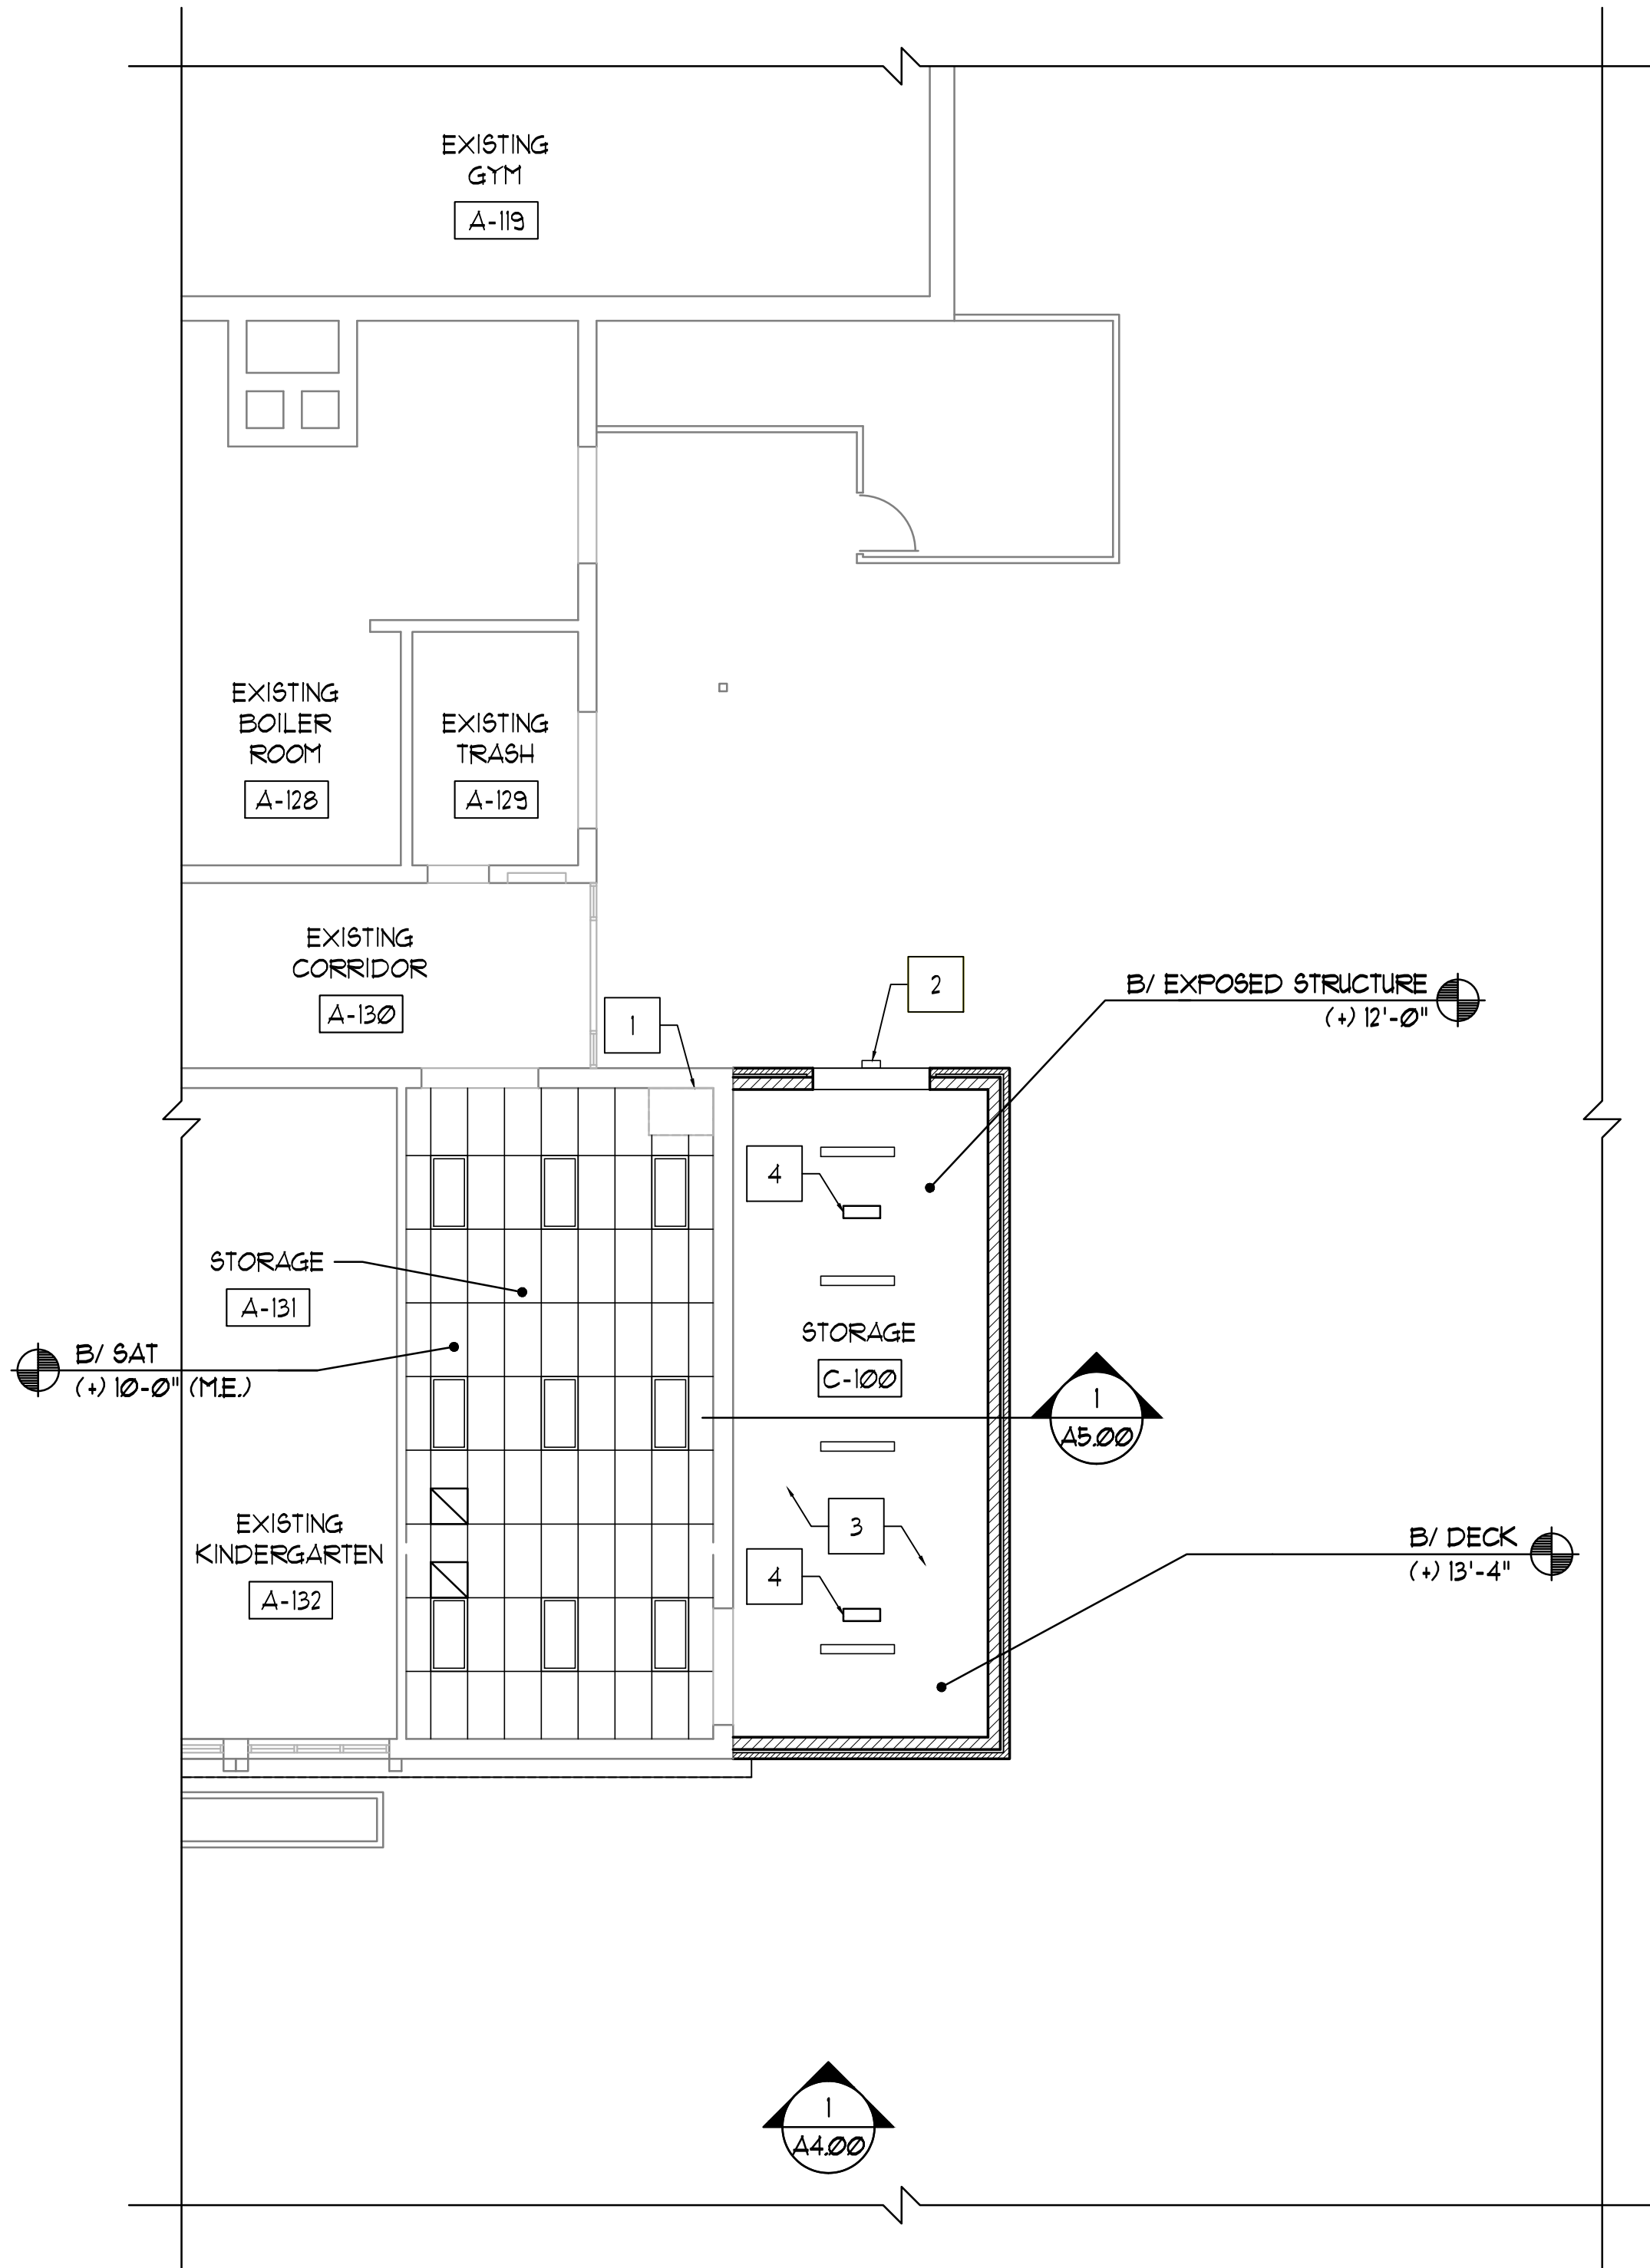 EXISTING
GYM
A-119
EXISTING
BOILER
ROOM
A-128
EXISTING
TRASH
A-129
EXISTING
CORRIDOR
A-130
1
2
B/ EXPOSED STRUCTURE
(+) 12'-0"
4
STORAGE
A-131
B/ SAT
(+) 10-0" (M.E.)
STORAGE
C-100
1
A5.00
EXISTING
KINDERGARTEN
A-132
3
4
B/ DECK
(+) 13'-4"
1
A4.00